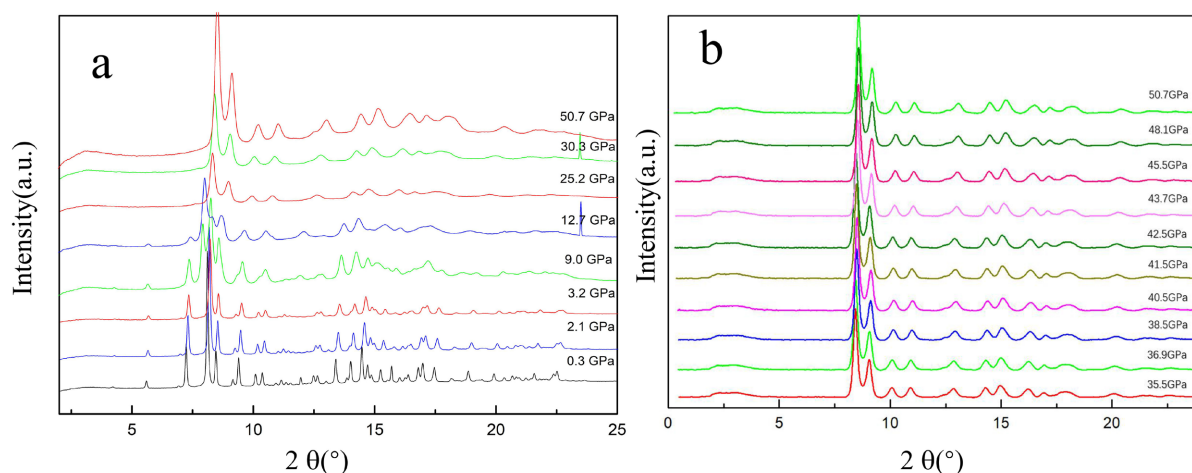 a
50.7 GPa
30.3 GPa
25.2 GPa
12.7 GPa
9.0 GPa
3.2 GPa
2.1 GPa
0.3 GPa
Intensity(a.u.)
5 10 15 20 25
2 θ(°)
b
50.7GPa
48.1GPa
45.5GPa
43.7GPa
42.5GPa
41.5GPa
40.5GPa
38.5GPa
36.9GPa
35.5GPa
Intensity(a.u.)
0 5 10 15 20
2 θ(°)